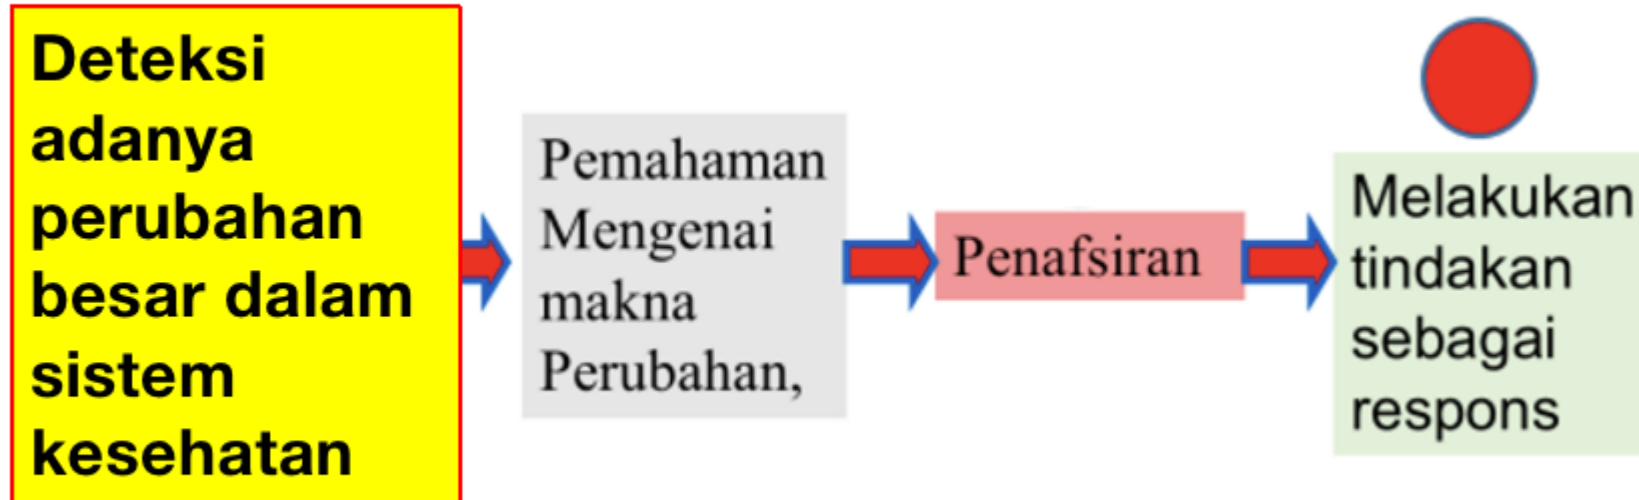 Deteksi
adanya
perubahan
besar dalam
sistem
kesehatan
Pemahaman
Mengenai
makna
Perubahan,
Penafsiran
Melakukan
tindakan
sebagai
respons